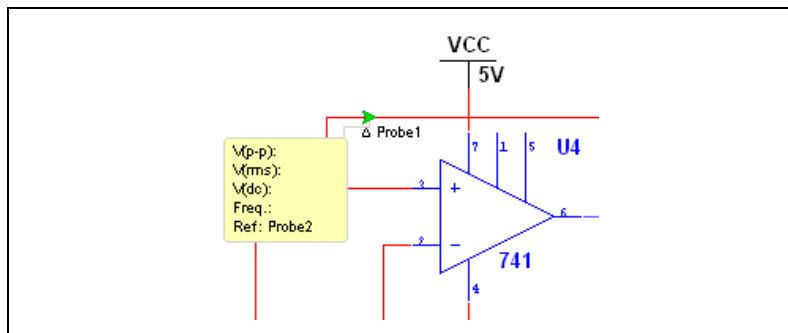 VCC
5V
Δ Probe1
V(p-p):
V(rms):
V(dc):
Freq.:
Ref: Probe2
7 1 5
U4
3
+
6
2
−
741
4